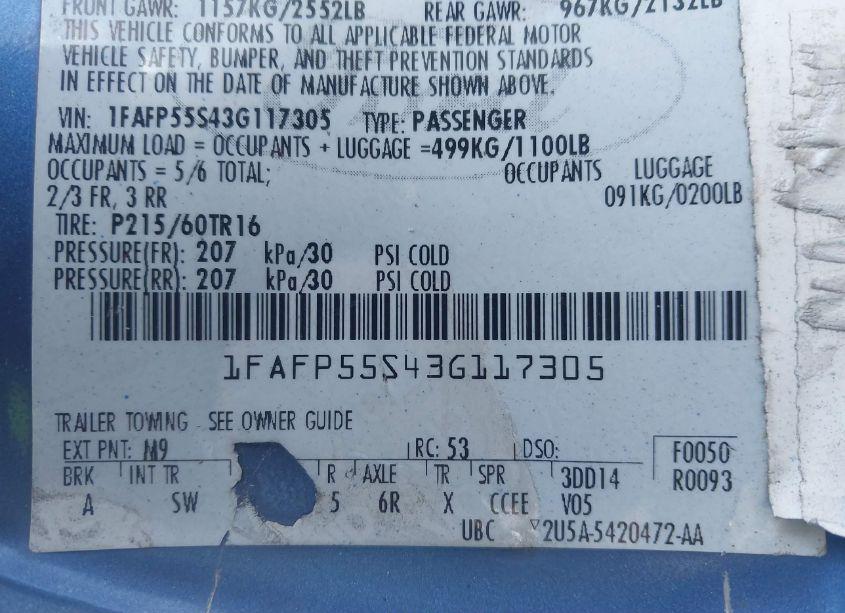 FRONT GAWR: 1157KG/2552LB REAR GAWR: 967KG/2132LB
THIS VEHICLE CONFORMS TO ALL APPLICABLE FEDERAL MOTOR
VEHICLE SAFETY, BUMPER, AND THEFT PREVENTION STANDARDS
IN EFFECT ON THE DATE OF MANUFACTURE SHOWN ABOVE.
VIN: 1FAFP55S43G117305 TYPE: PASSENGER
MAXIMUM LOAD = OCCUPANTS + LUGGAGE =499KG/1100LB
OCCUPANTS = 5/6 TOTAL; OCCUPANTS LUGGAGE
2/3 FR, 3 RR 091KG/0200LB
TIRE: P215/60TR16
PRESSURE(FR): 207 kPa/30 PSI COLD
PRESSURE(RR): 207 kPa/30 PSI COLD
1FAFP55S43G117305
TRAILER TOWING - SEE OWNER GUIDE
EXT PNT: M9 RC: 53 DSO: F0050
BRK INT TR R AXLE TR SPR 3DD14 R0093
A SW 5 6R X CCEE V05
UBC 2U5A-5420472-AA